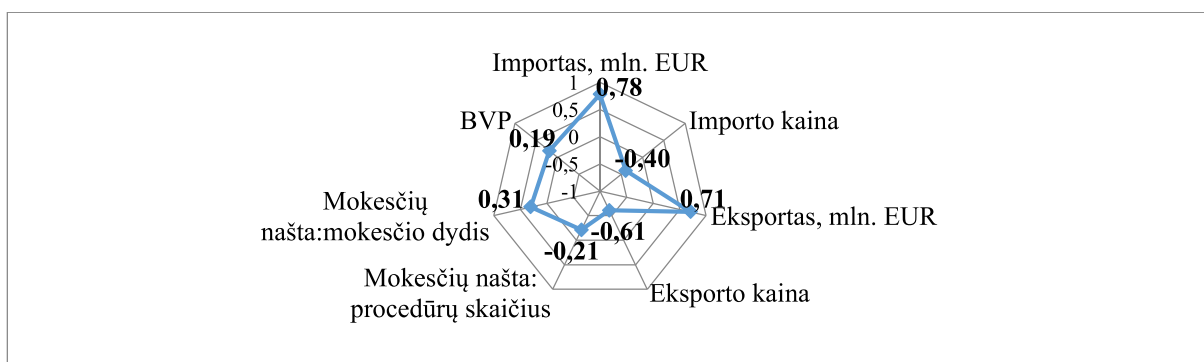 Importas, mln. EUR
1
0,78
0,5
BVP
Importo kaina
0,19
0
-0,40
-0,5
0,31
-1
0,71
Mokesčių
našta:mokesčio dydis
Eksportas, mln. EUR
-0,61
-0,21
Mokesčių našta:
procedūrų skaičius
Eksporto kaina